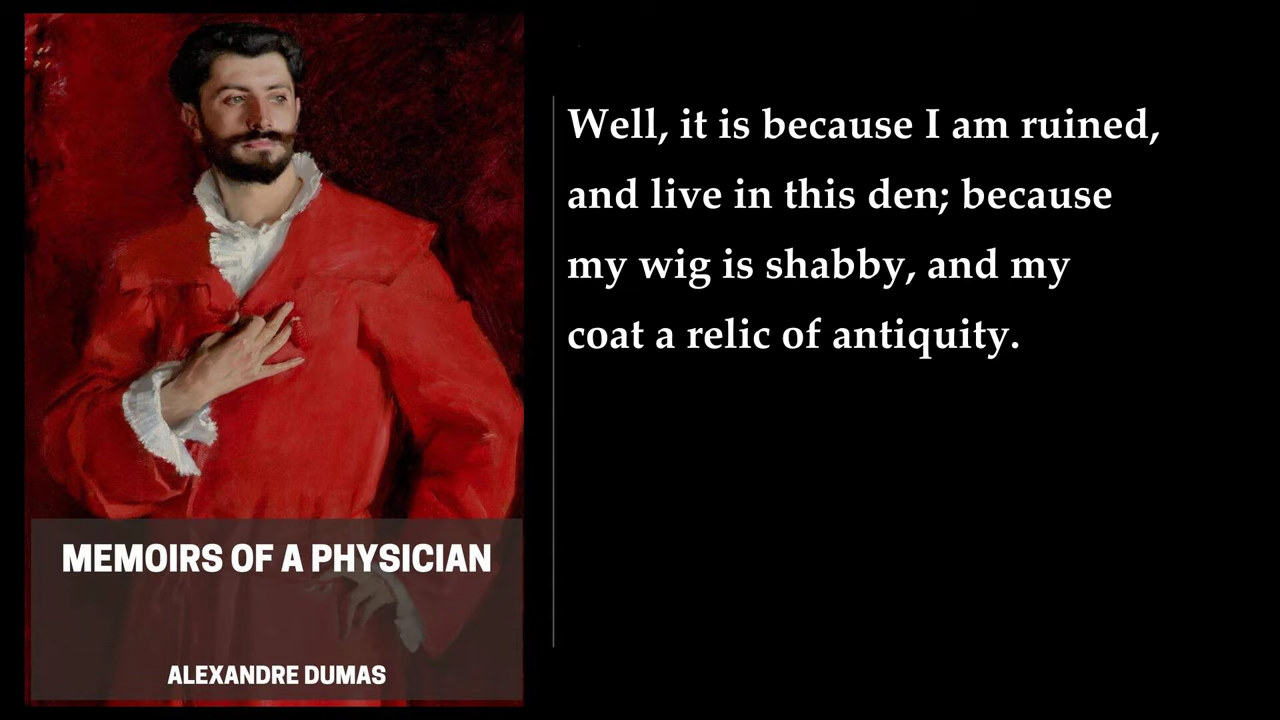 Well, it is because I am ruined,
and live in this den; because
my wig is shabby, and my
coat a relic of antiquity.
MEMOIRS OF A PHYSICIAN
ALEXANDRE DUMAS